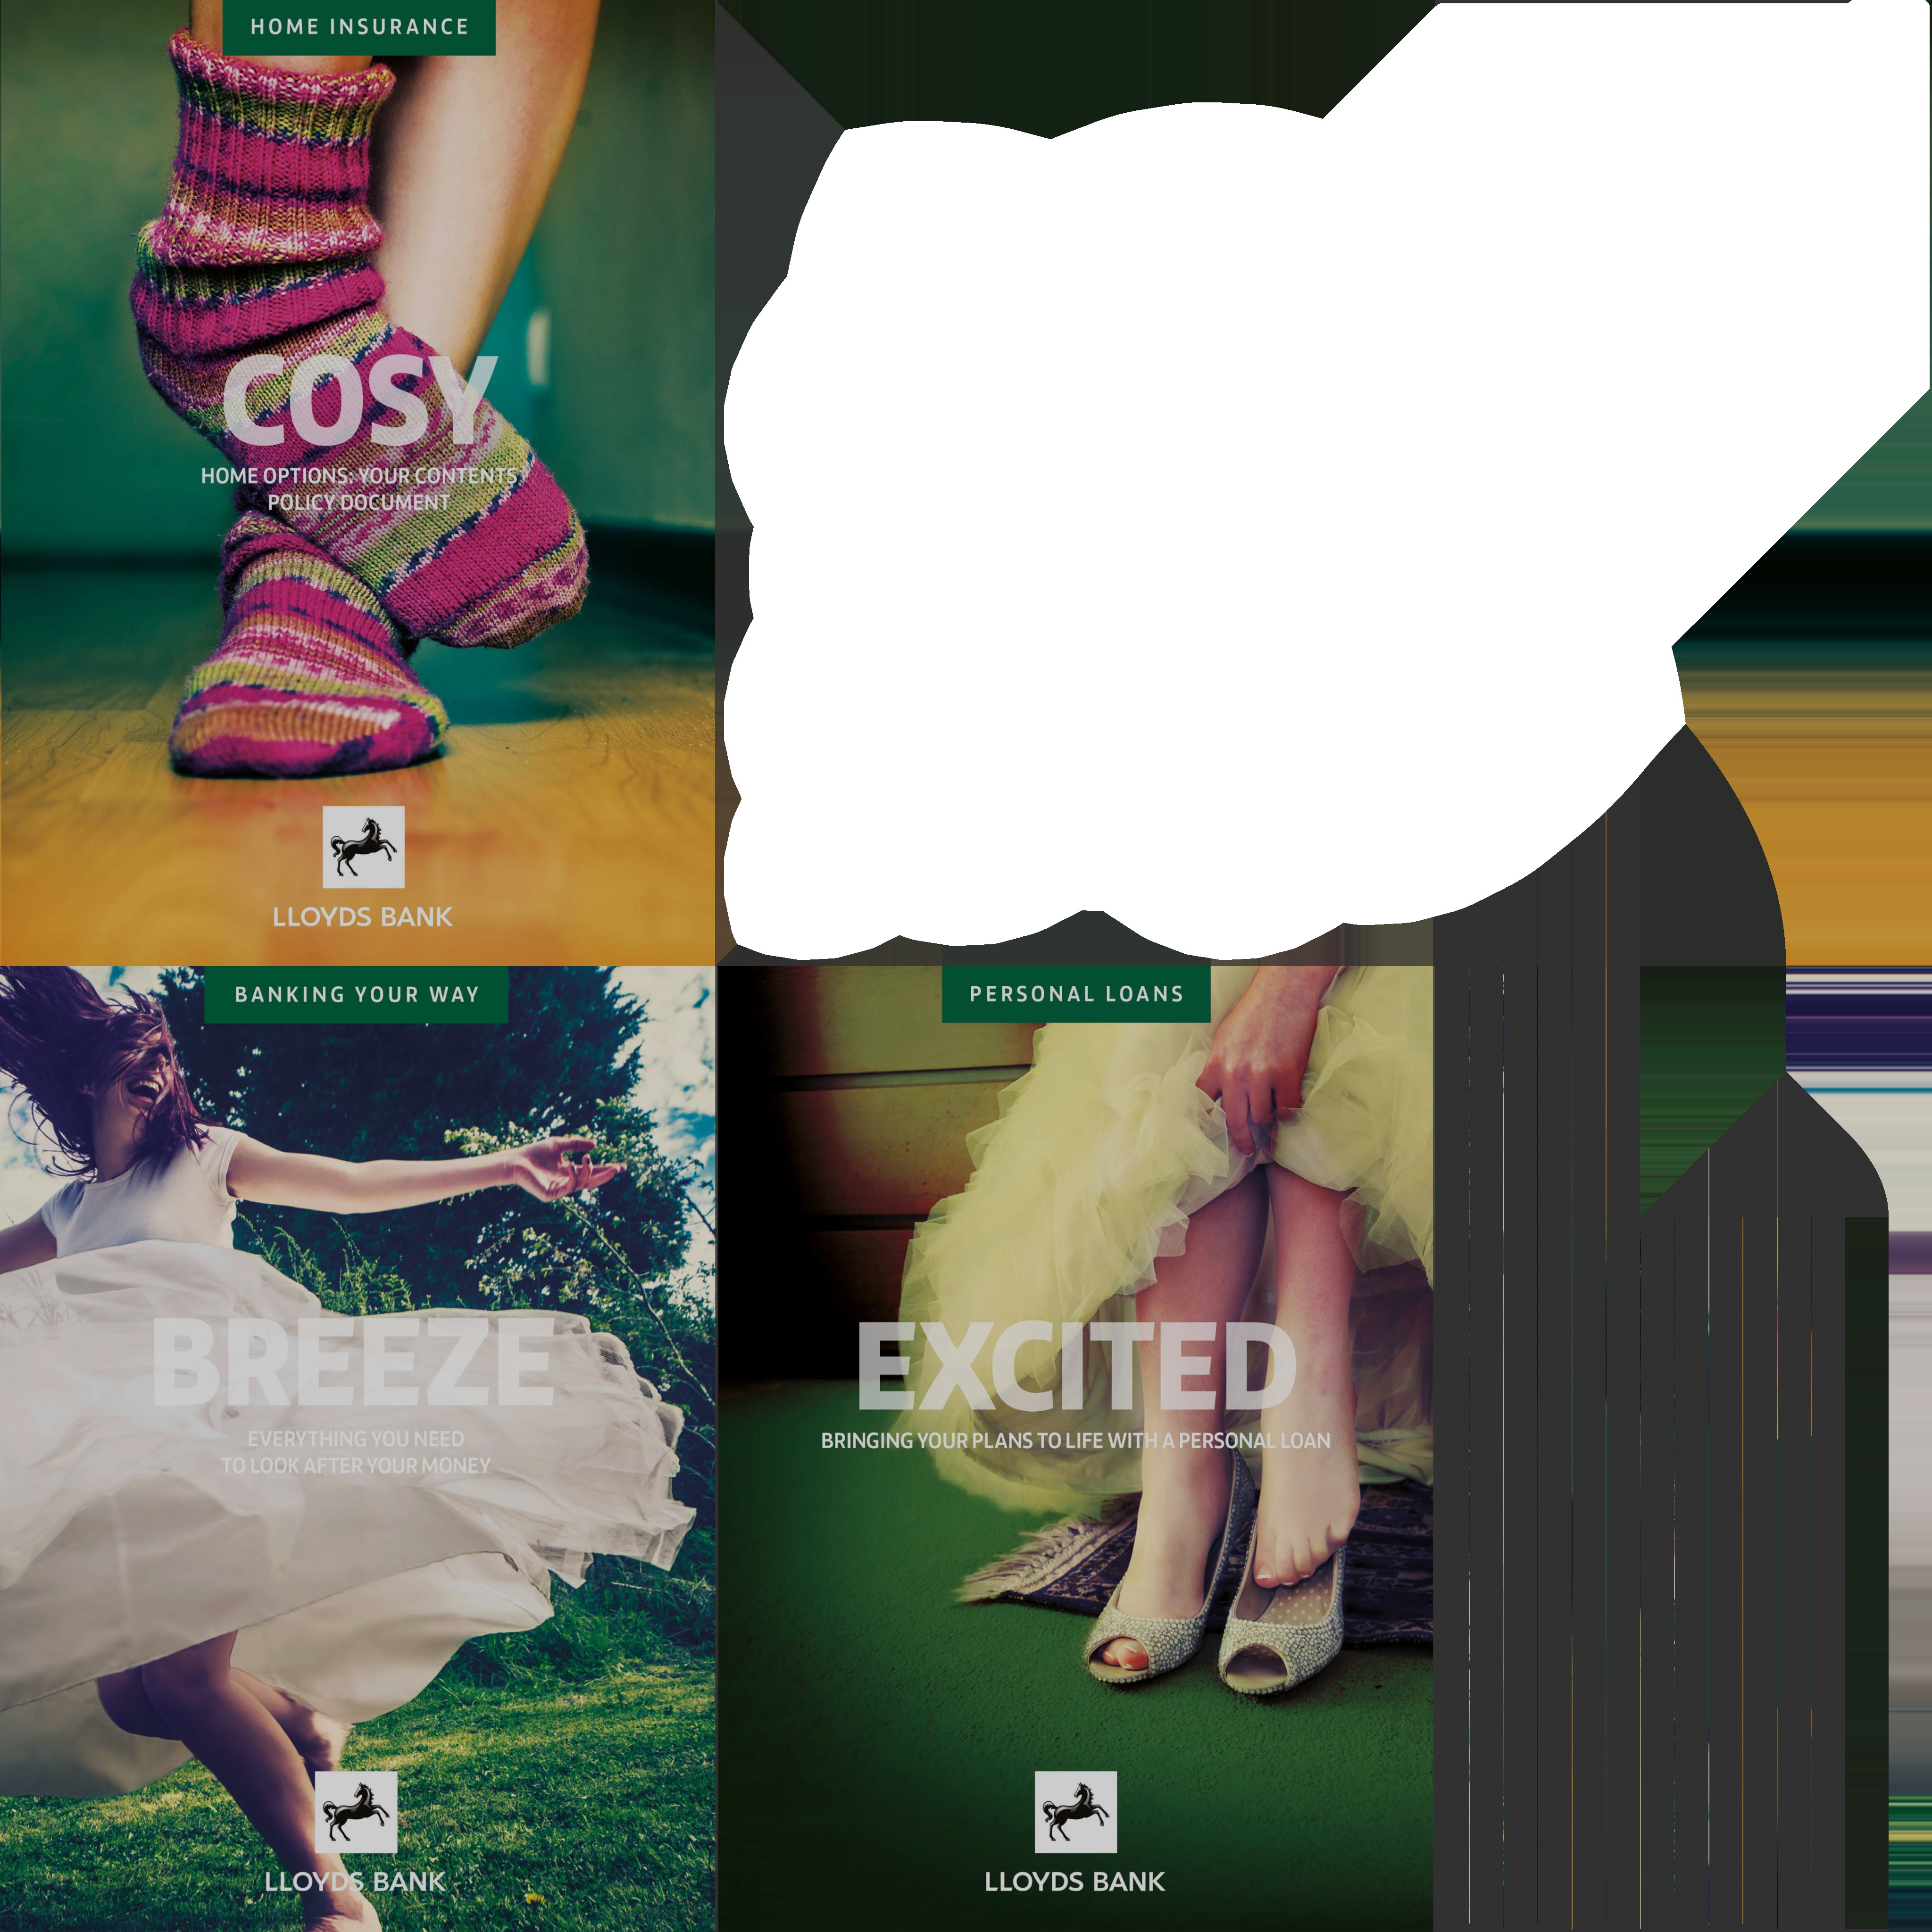 HOME INSURANCE
COSY
HOME OPTIONS: YOUR CONTENTS
POLICY DOCUMENT
LLOYDS BANK
BANKING YOUR WAY
BREEZE
EVERYTHING YOU NEED
TO LOOK AFTER YOUR MONEY
LLOYDS BANK
PERSONAL LOANS
EXCITED
BRINGING YOUR PLANS TO LIFE WITH A PERSONAL LOAN
LLOYDS BANK